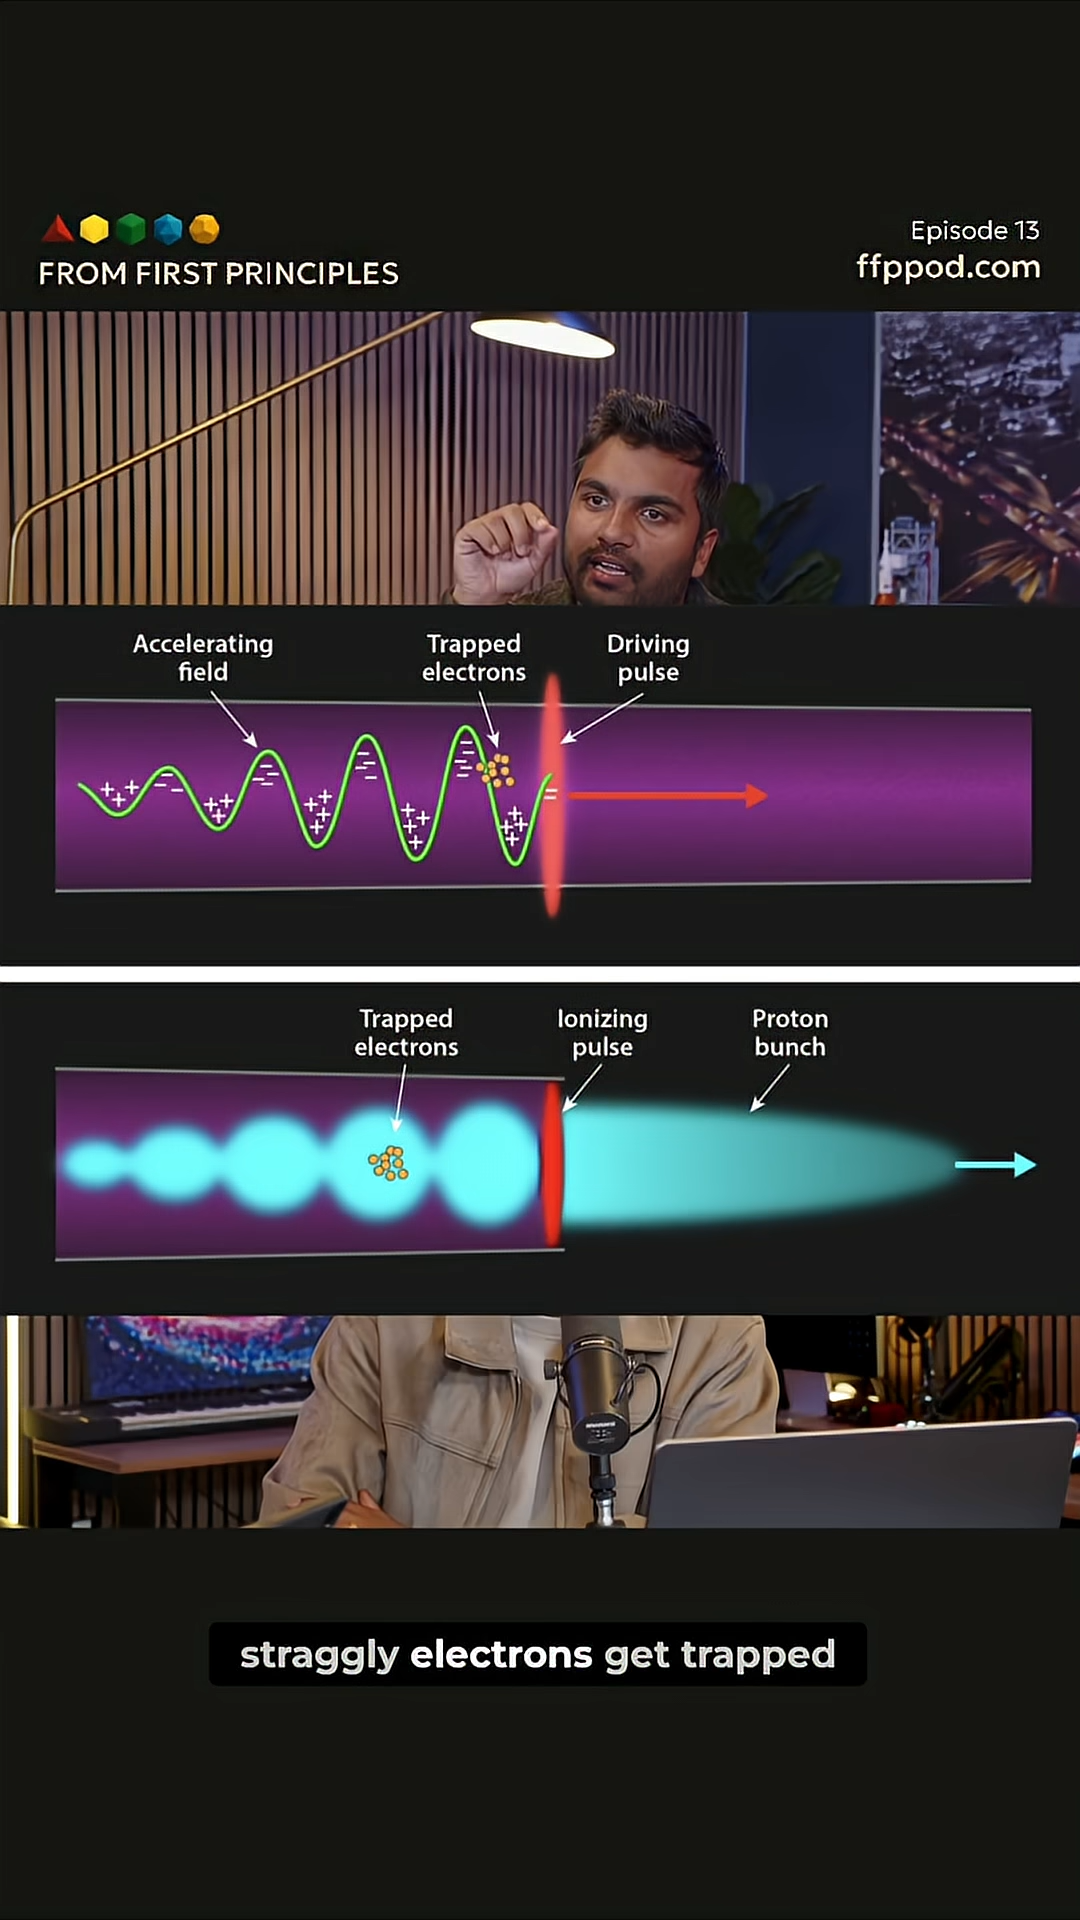 FROM FIRST PRINCIPLES
Episode 13
ffppod.com
Accelerating
field
Trapped
electrons
Driving
pulse
Trapped
electrons
Ionizing
pulse
Proton
bunch
straggly electrons get trapped